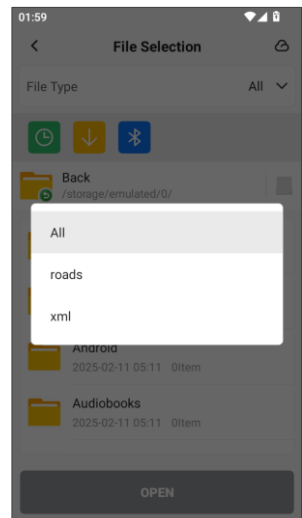 01:59
File Selection
File Type
All
Back
/storage/emulated/0/
All
roads
xml
Android
2025-02-11 05:11 0Item
Audiobooks
2025-02-11 05:11 0Item
OPEN